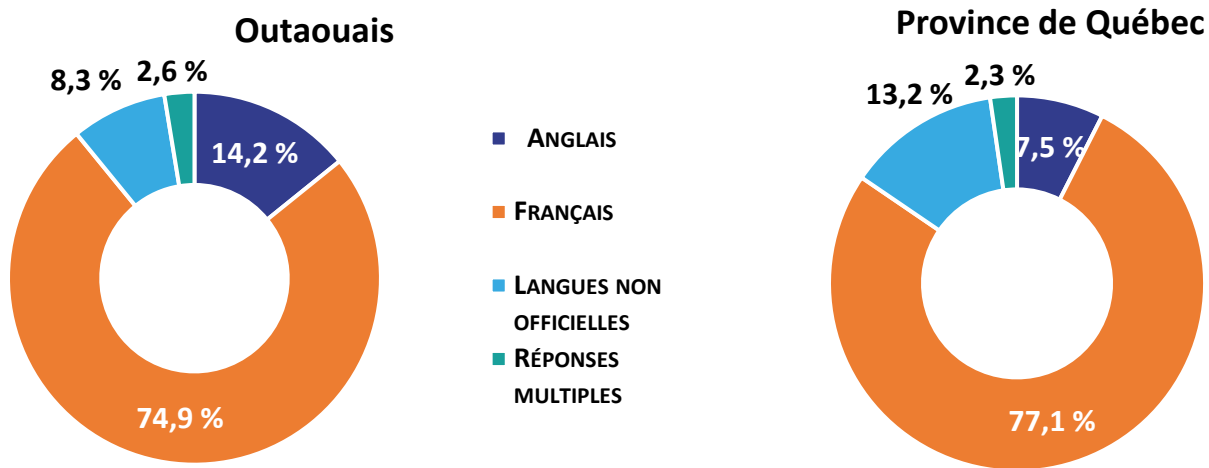 Outaouais
8,3 %
2,6 %
14,2 %
74,9 %
ANGLAIS
FRANÇAIS
LANGUES NON
OFFICIELLES
RÉPONSES
MULTIPLES
Province de Québec
13,2 %
2,3 %
7,5 %
77,1 %